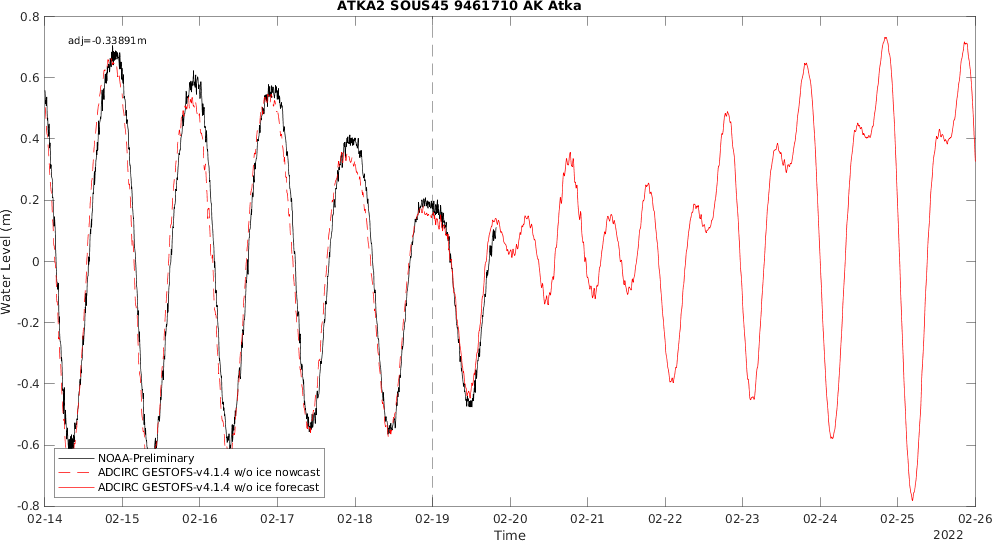 ATKA2 SOUS45 9461710 AK Atka
adj=-0.33891m
Water Level (m)
0.8
0.6
0.4
0.2
0
-0.2
-0.4
-0.6
-0.8
NOAA-Preliminary
ADCIRC GESTOFS-v4.1.4 w/o ice nowcast
ADCIRC GESTOFS-v4.1.4 w/o ice forecast
02-14 02-15 02-16 02-17 02-18 02-19 02-20 02-21 02-22 02-23 02-24 02-25 02-26
Time
2022